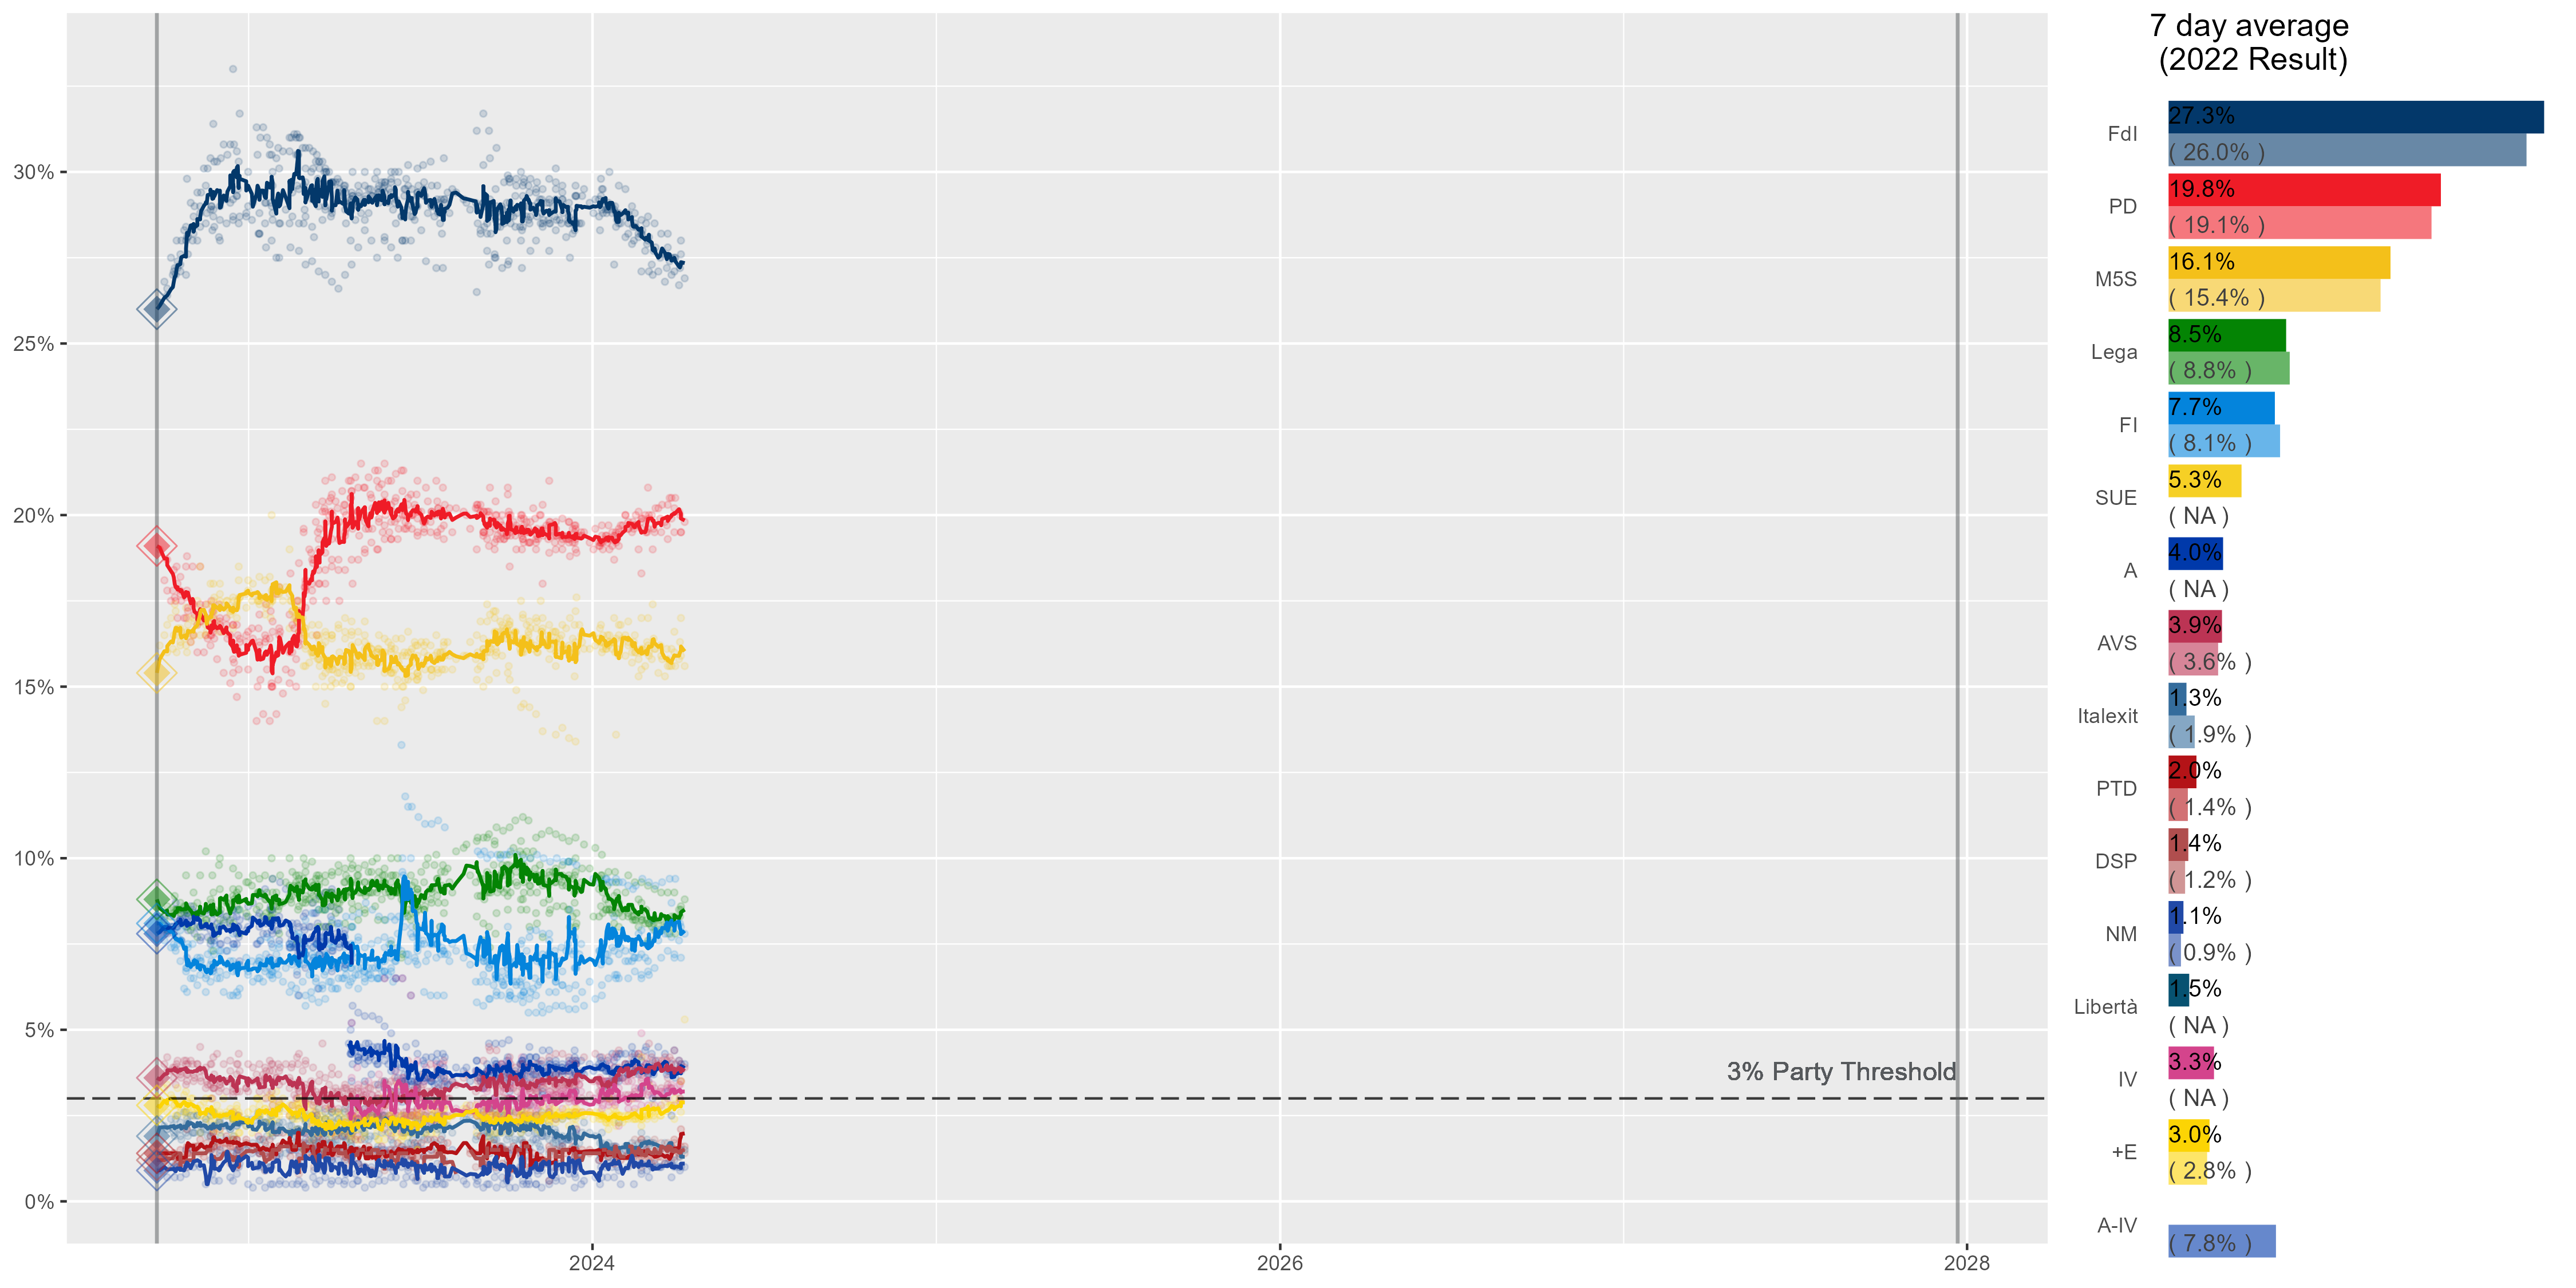 7 day average
(2022 Result)
30%
25%
20%
15%
10%
5%
0%
3% Party Threshold
2024
2026
2028
FdI
27.3%
( 26.0% )
PD
19.8%
( 19.1% )
M5S
16.1%
( 15.4% )
Lega
8.5%
( 8.8% )
FI
7.7%
( 8.1% )
SUE
5.3%
( NA )
A
4.0%
( NA )
AVS
3.9%
( 3.6% )
Italexit
1.3%
( 1.9% )
PTD
2.0%
( 1.4% )
DSP
1.4%
( 1.2% )
NM
1.1%
( 0.9% )
Libertà
1.5%
( NA )
IV
3.3%
( NA )
+E
3.0%
( 2.8% )
A-IV
( 7.8% )